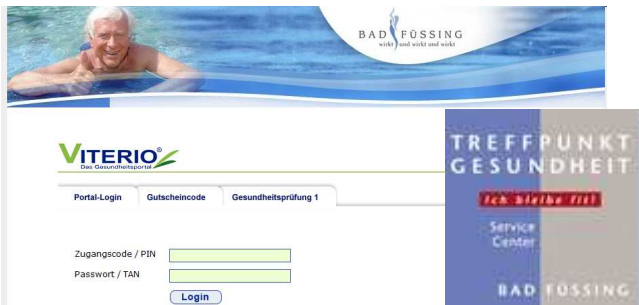 BAD FÜSSING
wirkt und wirkt und wirkt
VITERIO®
Das Gesundheitsportal
Portal-Login Gutscheincode Gesundheitsprüfung 1
Zugangscode / PIN
Passwort / TAN
Login
TREFFPUNKT
GESUNDHEIT
Ich bleibe fit!
Service
Center
BAD FÜSSING